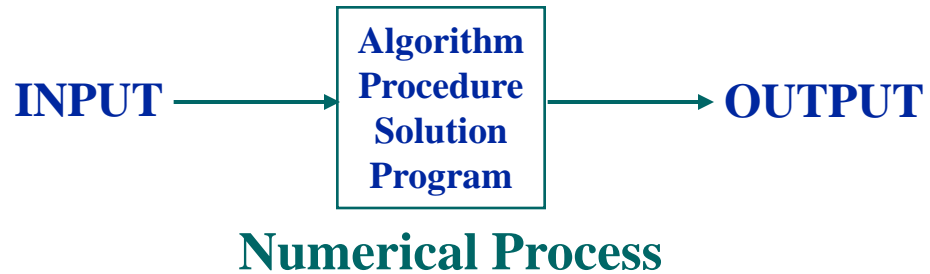 INPUT
Algorithm
Procedure
Solution
Program
OUTPUT
Numerical Process